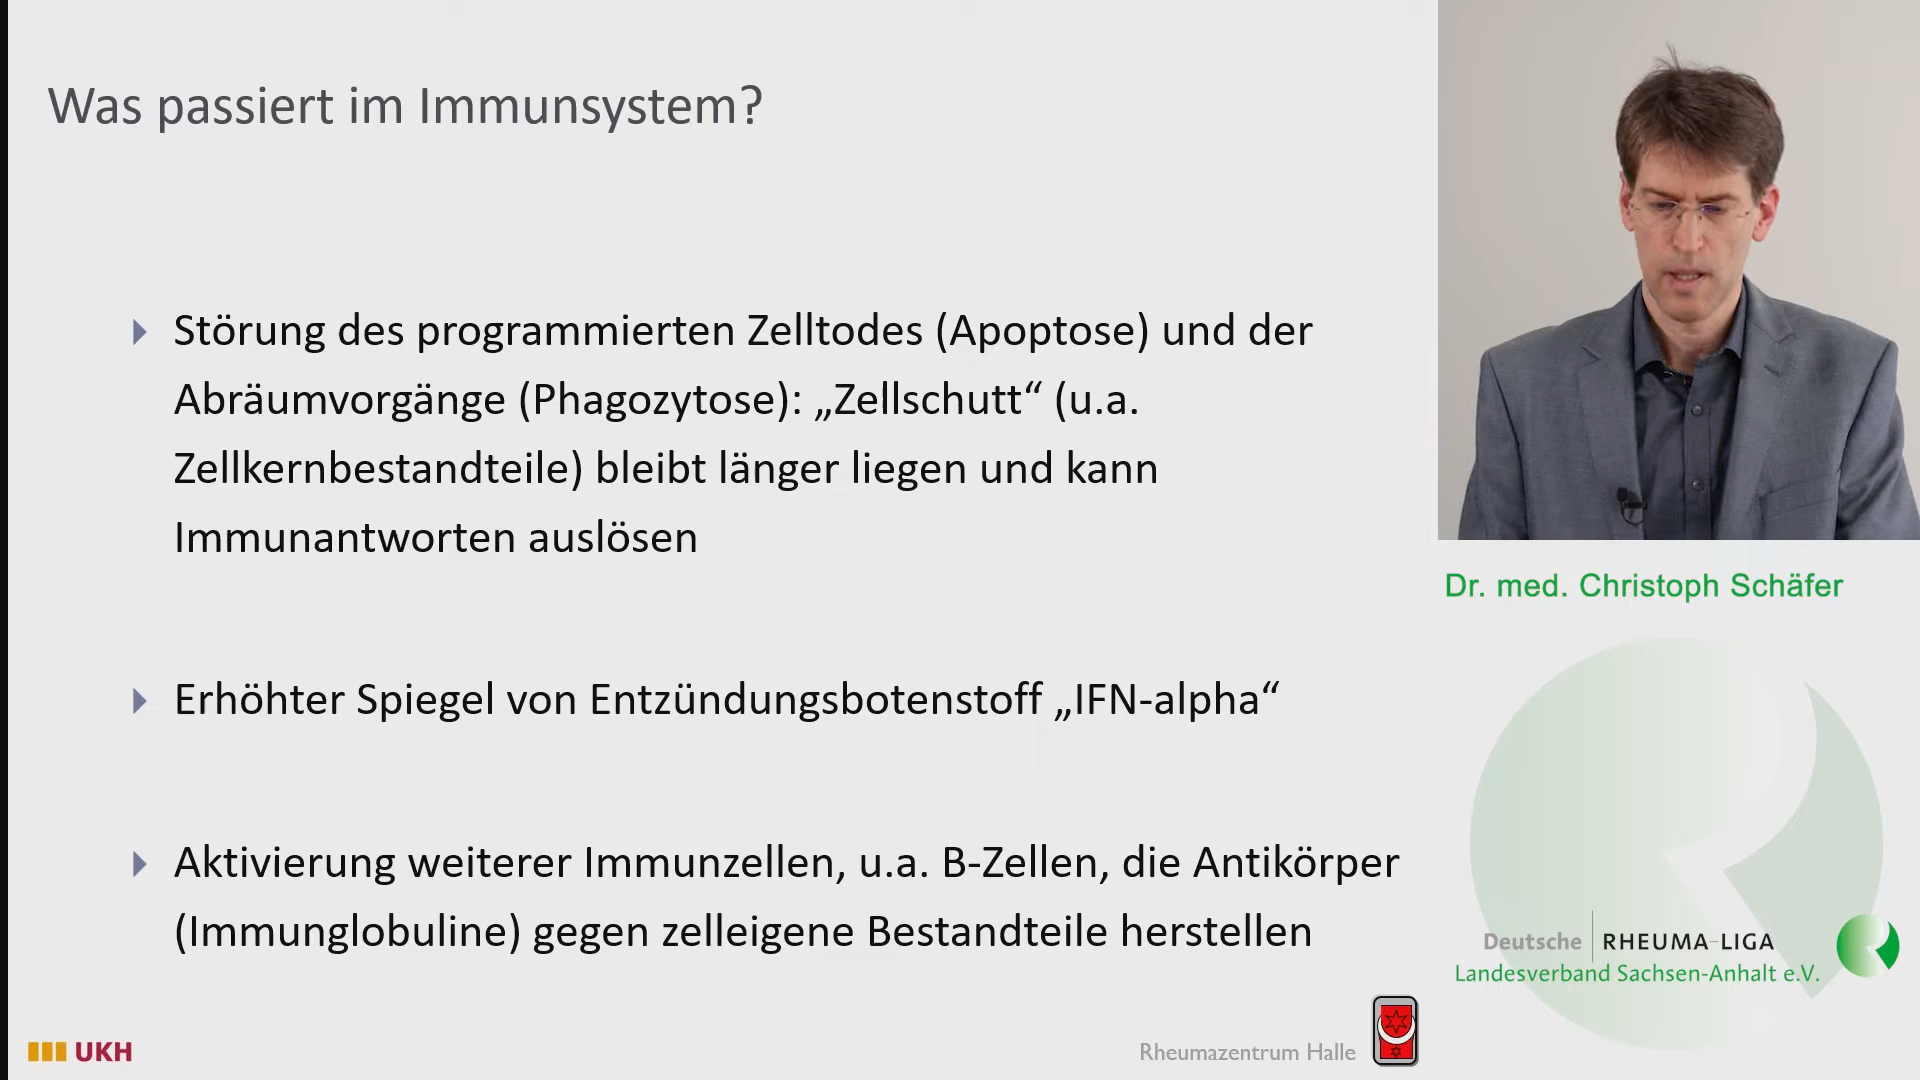 Was passiert im Immunsystem?
Störung des programmierten Zelltodes (Apoptose) und der
Abräumvorgänge (Phagozytose): „Zellschutt“ (u.a.
Zellkernbestandteile) bleibt länger liegen und kann
Immunantworten auslösen
Erhöhter Spiegel von Entzündungsbotenstoff „IFN-alpha“
Aktivierung weiterer Immunzellen, u.a. B-Zellen, die Antikörper
(Immunglobuline) gegen zelleigene Bestandteile herstellen
UKH
Rheumazentrum Halle
Dr. med. Christoph Schäfer
Deutsche RHEUMA-LIGA
Landesverband Sachsen-Anhalt e.V.